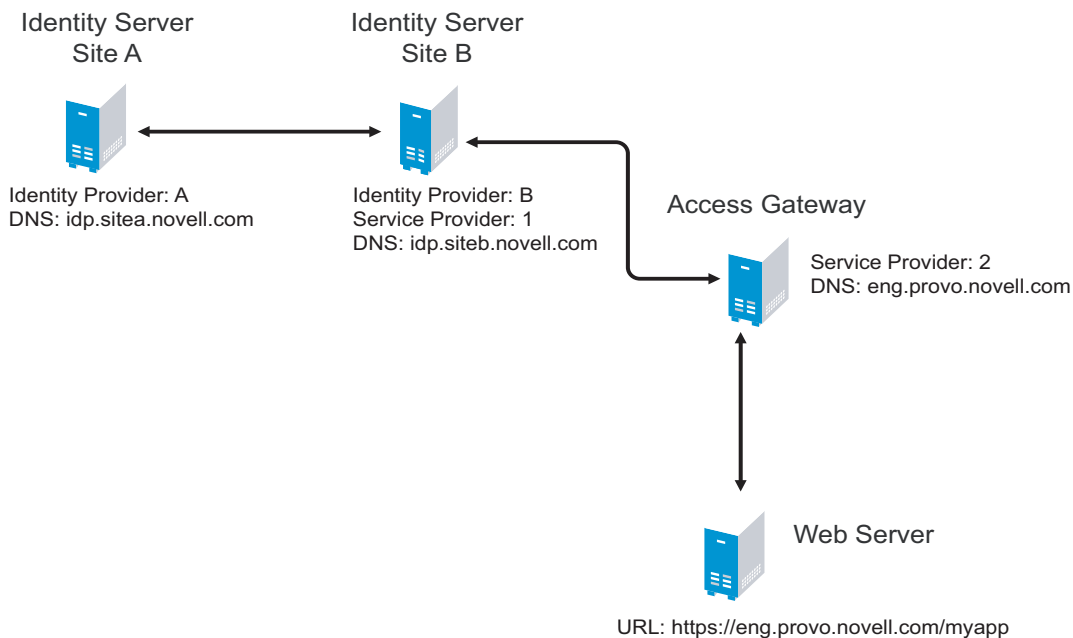 Identity Server
Site A
Identity Server
Site B
Identity Provider: A
DNS: idp.sitea.novell.com
Identity Provider: B
Service Provider: 1
DNS: idp.siteb.novell.com
Access Gateway
Service Provider: 2
DNS: eng.provo.novell.com
Web Server
URL: https://eng.provo.novell.com/myapp